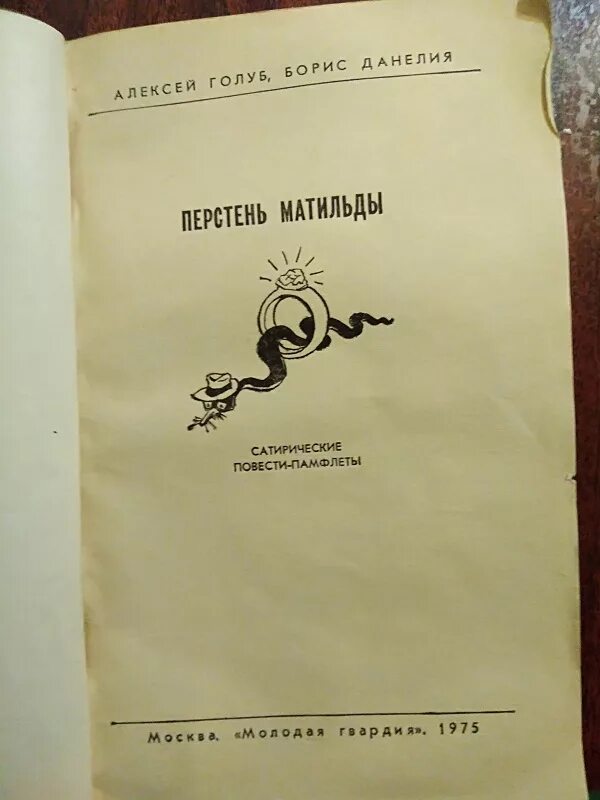 АЛЕКСЕЙ ГОЛУБ, БОРИС ДАНЕЛИЯ
ПЕРСТЕНЬ МАТИЛЬДЫ
САТИРИЧЕСКИЕ
ПОВЕСТИ-ПАМФЛЕТЫ
Москва, «Молодая гвардия», 1975